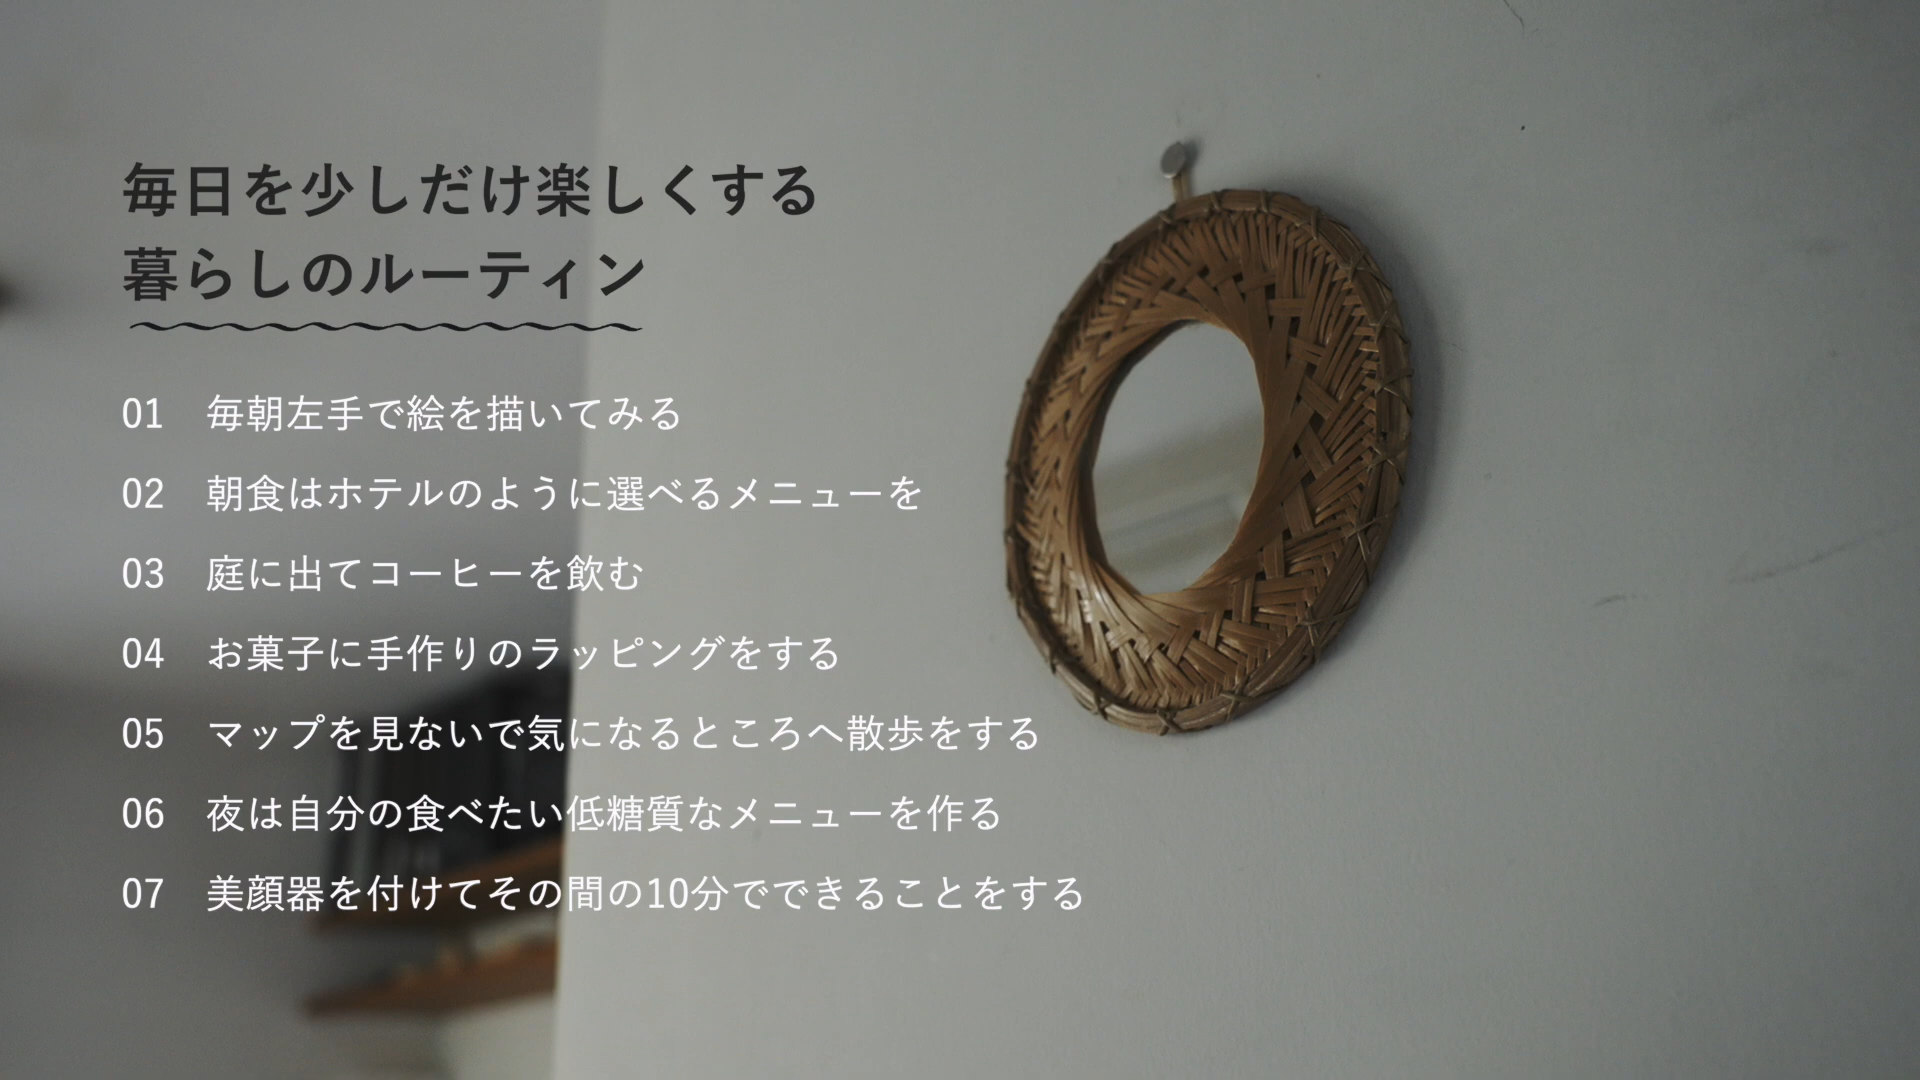 毎日を少しだけ楽しくする
暮らしのルーティン
01 毎朝左手で絵を描いてみる
02 朝食はホテルのように選べるメニューを
03 庭に出てコーヒーを飲む
04 お菓子に手作りのラッピングをする
05 マップを見ないで気になるところへ散歩をする
06 夜は自分の食べたい低糖質なメニューを作る
07 美顔器を付けてその間の10分でできることをする